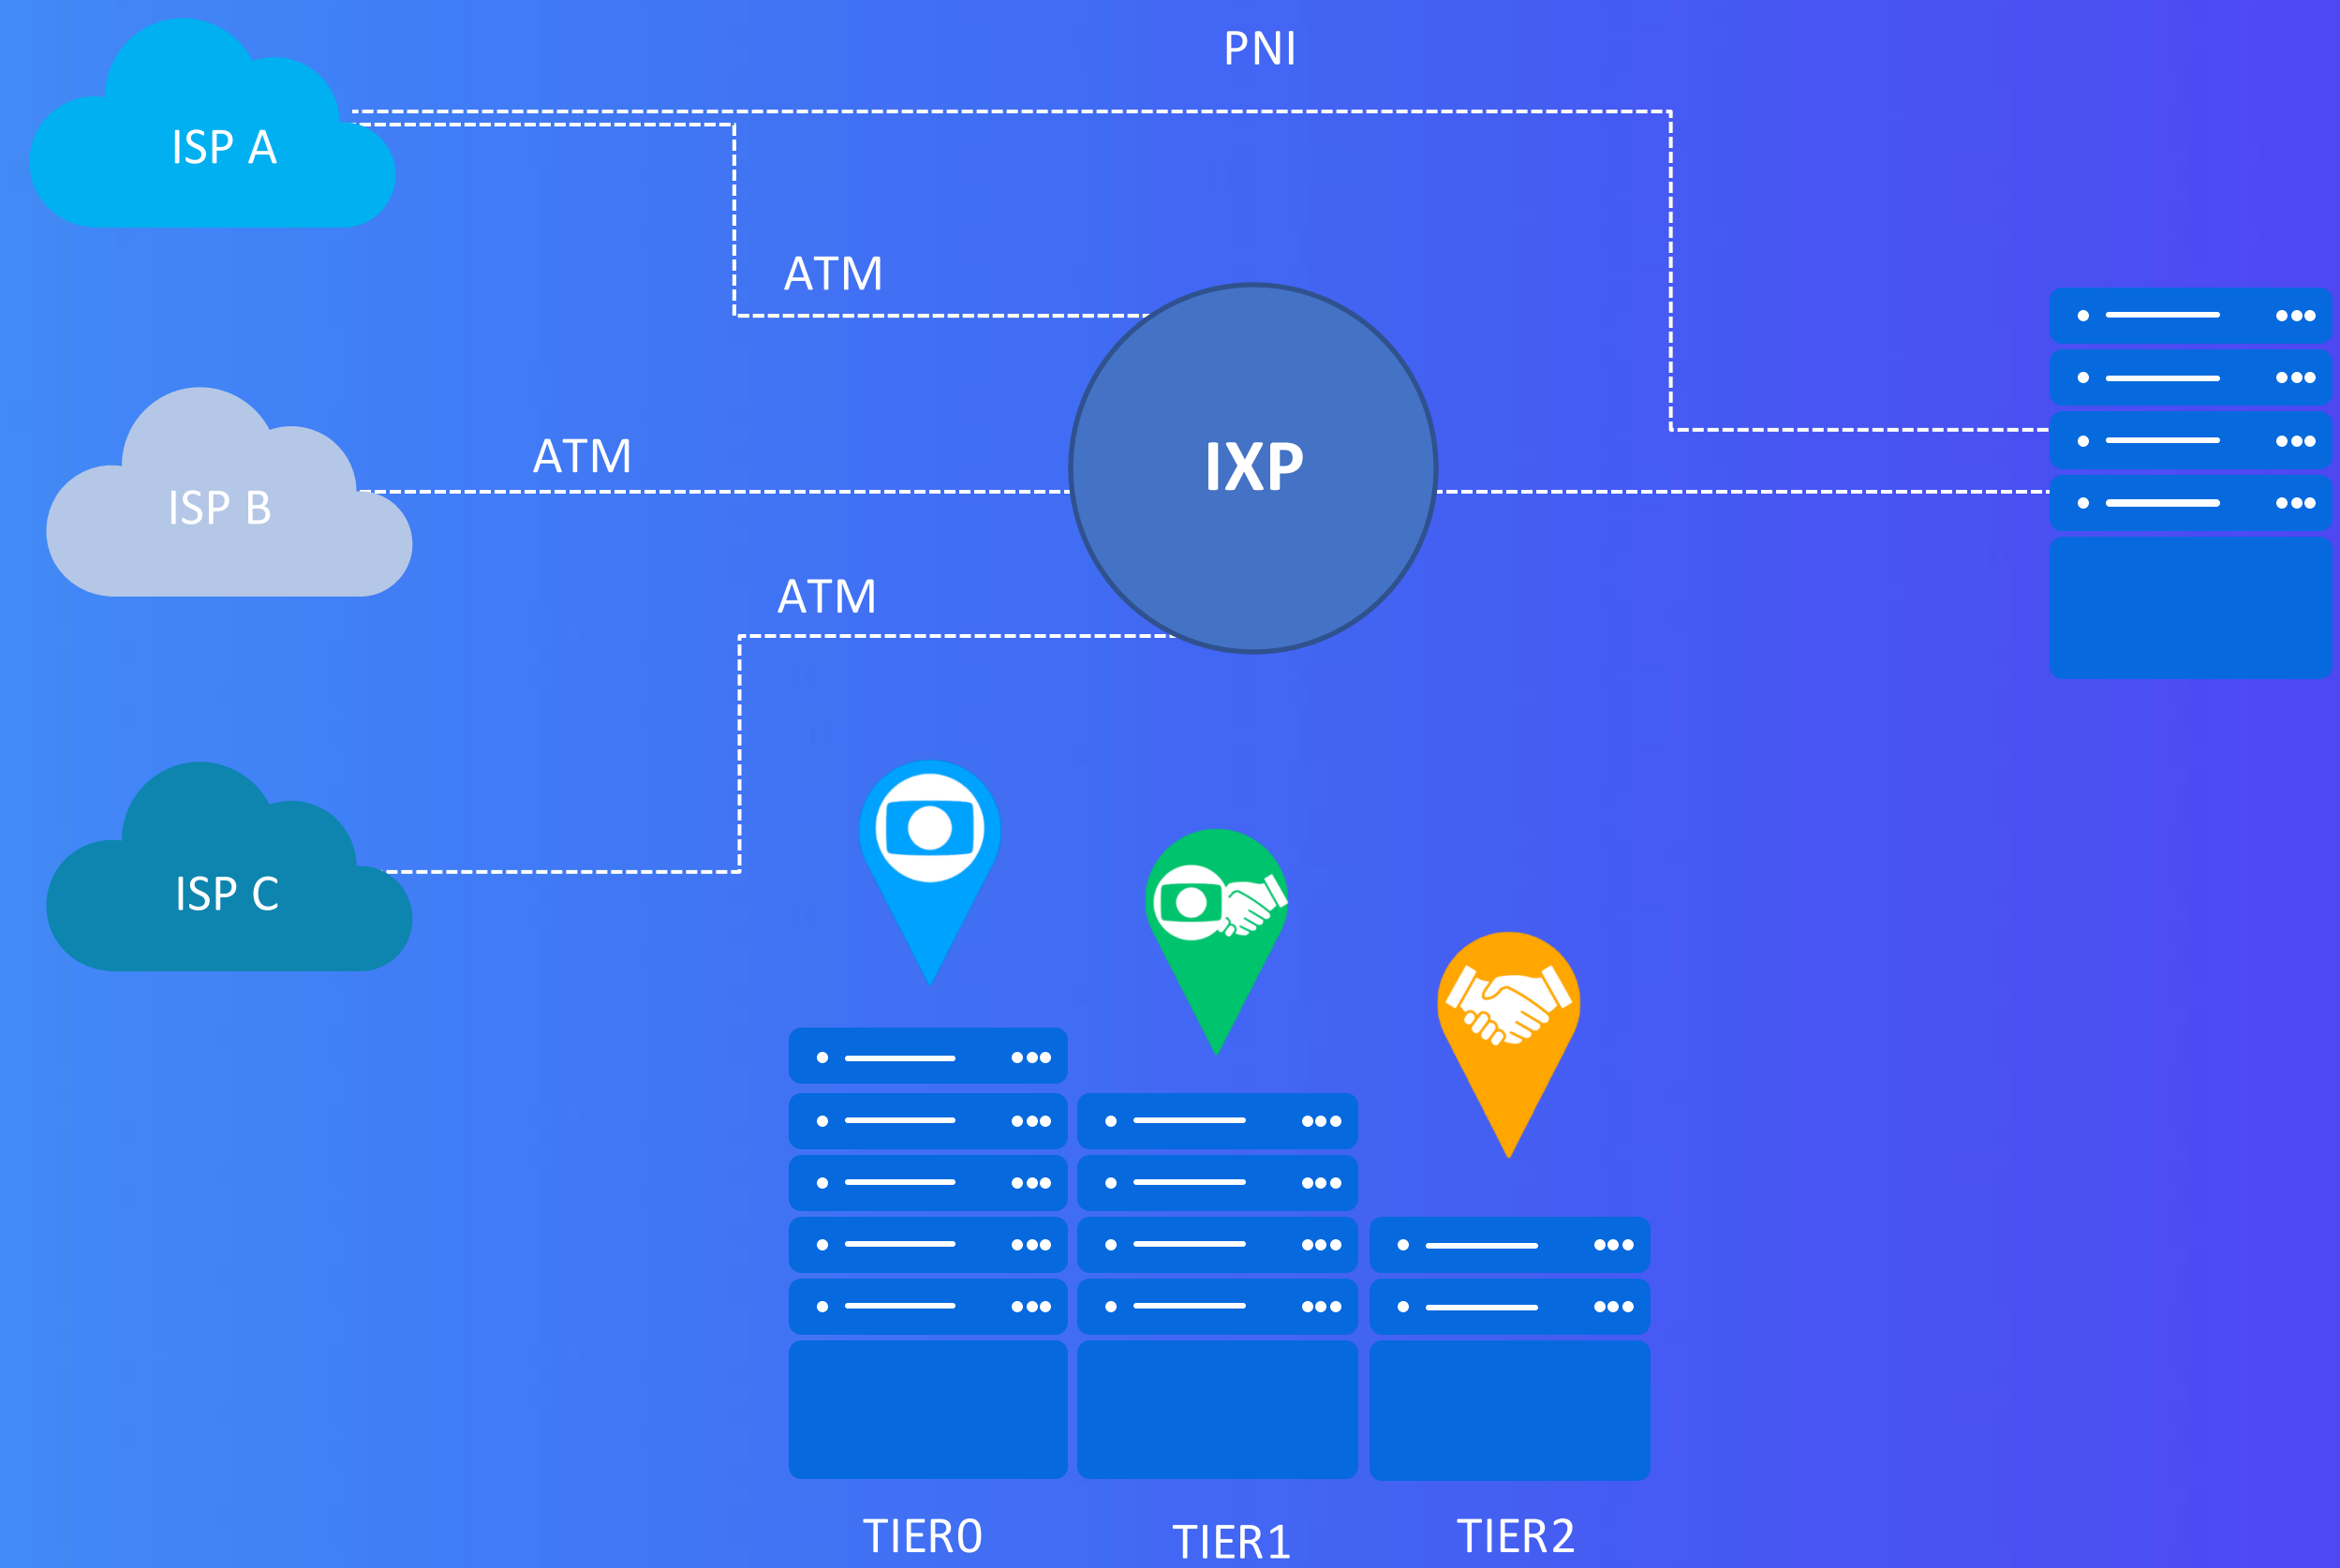 PNI
ISP A
ATM
ATM
IXP
ISP B
ATM
ISP C
TIER0
TIER1
TIER2